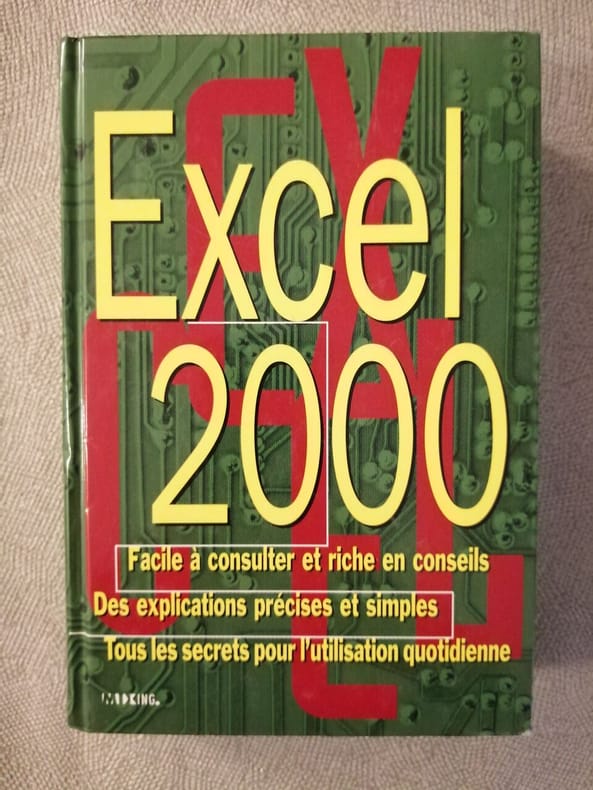 Excel
2000
Facile à consulter et riche en conseils
Des explications précises et simples
Tous les secrets pour l'utilisation quotidienne